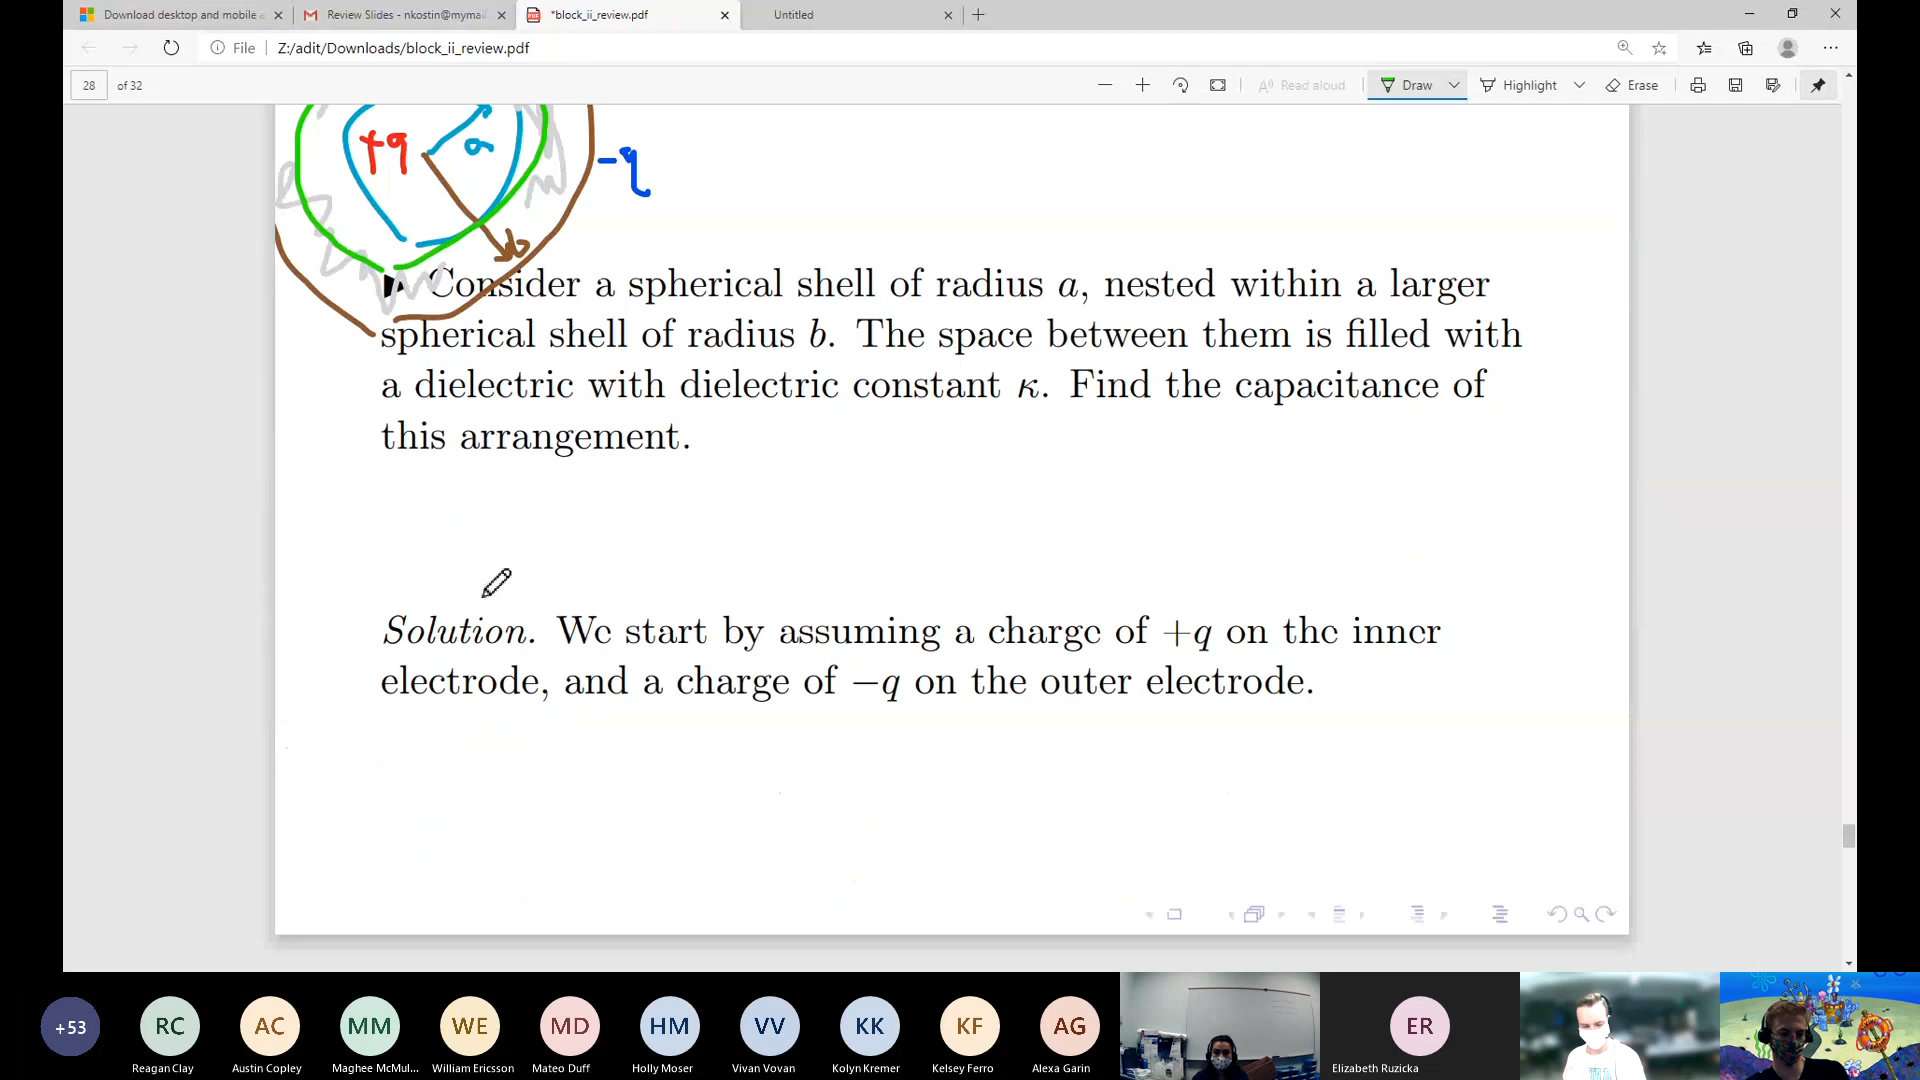 Download desktop and mobile a
Review Slides - nkostin@mymail
*block_ii_review.pdf
Untitled
File
Z:/adit/Downloads/block_ii_review.pdf
28
of 32
Read aloud
Draw
Highlight
Erase
+q
a
-q
b
Consider a spherical shell of radius a, nested within a larger
spherical shell of radius b. The space between them is filled with
a dielectric with dielectric constant κ. Find the capacitance of
this arrangement.
Solution. We start by assuming a charge of +q on the inner
electrode, and a charge of −q on the outer electrode.
+53
RC
AC
MM
WE
MD
HM
VV
KK
KF
AG
ER
Reagan Clay
Austin Copley
Maghee McMul...
William Ericsson
Mateo Duff
Holly Moser
Vivan Vovan
Kolyn Kremer
Kelsey Ferro
Alexa Garin
Elizabeth Ruzicka